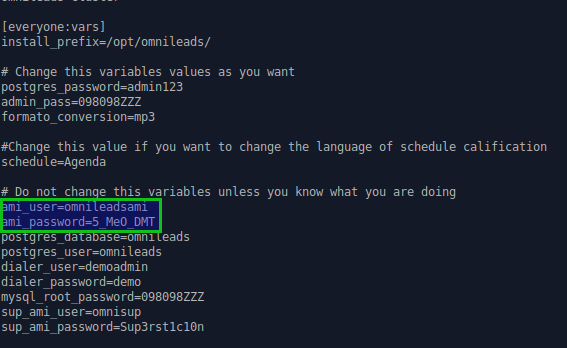 [everyone:vars]
install_prefix=/opt/omnileads/
# Change this variables values as you want
postgres_password=admin123
admin_pass=098098ZZZ
formato_conversion=mp3
#Change this value if you want to change the language of schedule calification
schedule=Agenda
# Do not change this variables unless you know what you are doing
ami_user=omnileadsami
ami_password=5_MeO_DMT
postgres_database=omnileads
postgres_user=omnileads
dialer_user=demoadmin
dialer_password=demo
mysql_root_password=098098ZZZ
sup_ami_user=omnisup
sup_ami_password=Sup3rst1c10n